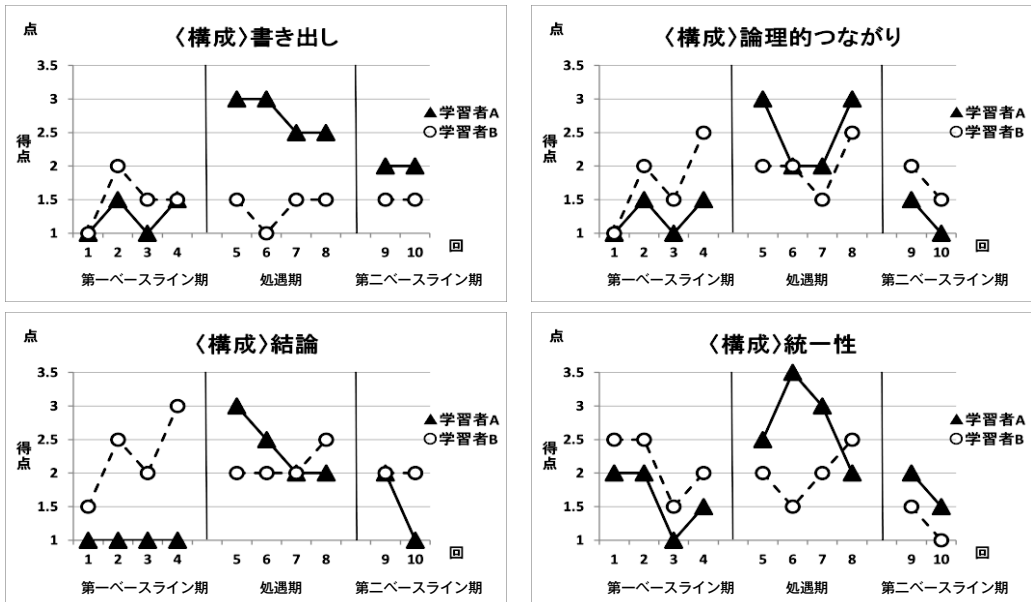 点
〈構成〉書き出し
3.5
3
2.5
2
1.5
1
得点
▲学習者A
○学習者B
1 2 3 4 5 6 7 8 9 10 回
第一ベースライン期 処遇期 第二ベースライン期
点
〈構成〉論理的つながり
3.5
3
2.5
2
1.5
1
得点
▲学習者A
○学習者B
1 2 3 4 5 6 7 8 9 10 回
第一ベースライン期 処遇期 第二ベースライン期
点
〈構成〉結論
3.5
3
2.5
2
1.5
1
得点
▲学習者A
○学習者B
1 2 3 4 5 6 7 8 9 10 回
第一ベースライン期 処遇期 第二ベースライン期
点
〈構成〉統一性
3.5
3
2.5
2
1.5
1
得点
▲学習者A
○学習者B
1 2 3 4 5 6 7 8 9 10 回
第一ベースライン期 処遇期 第二ベースライン期